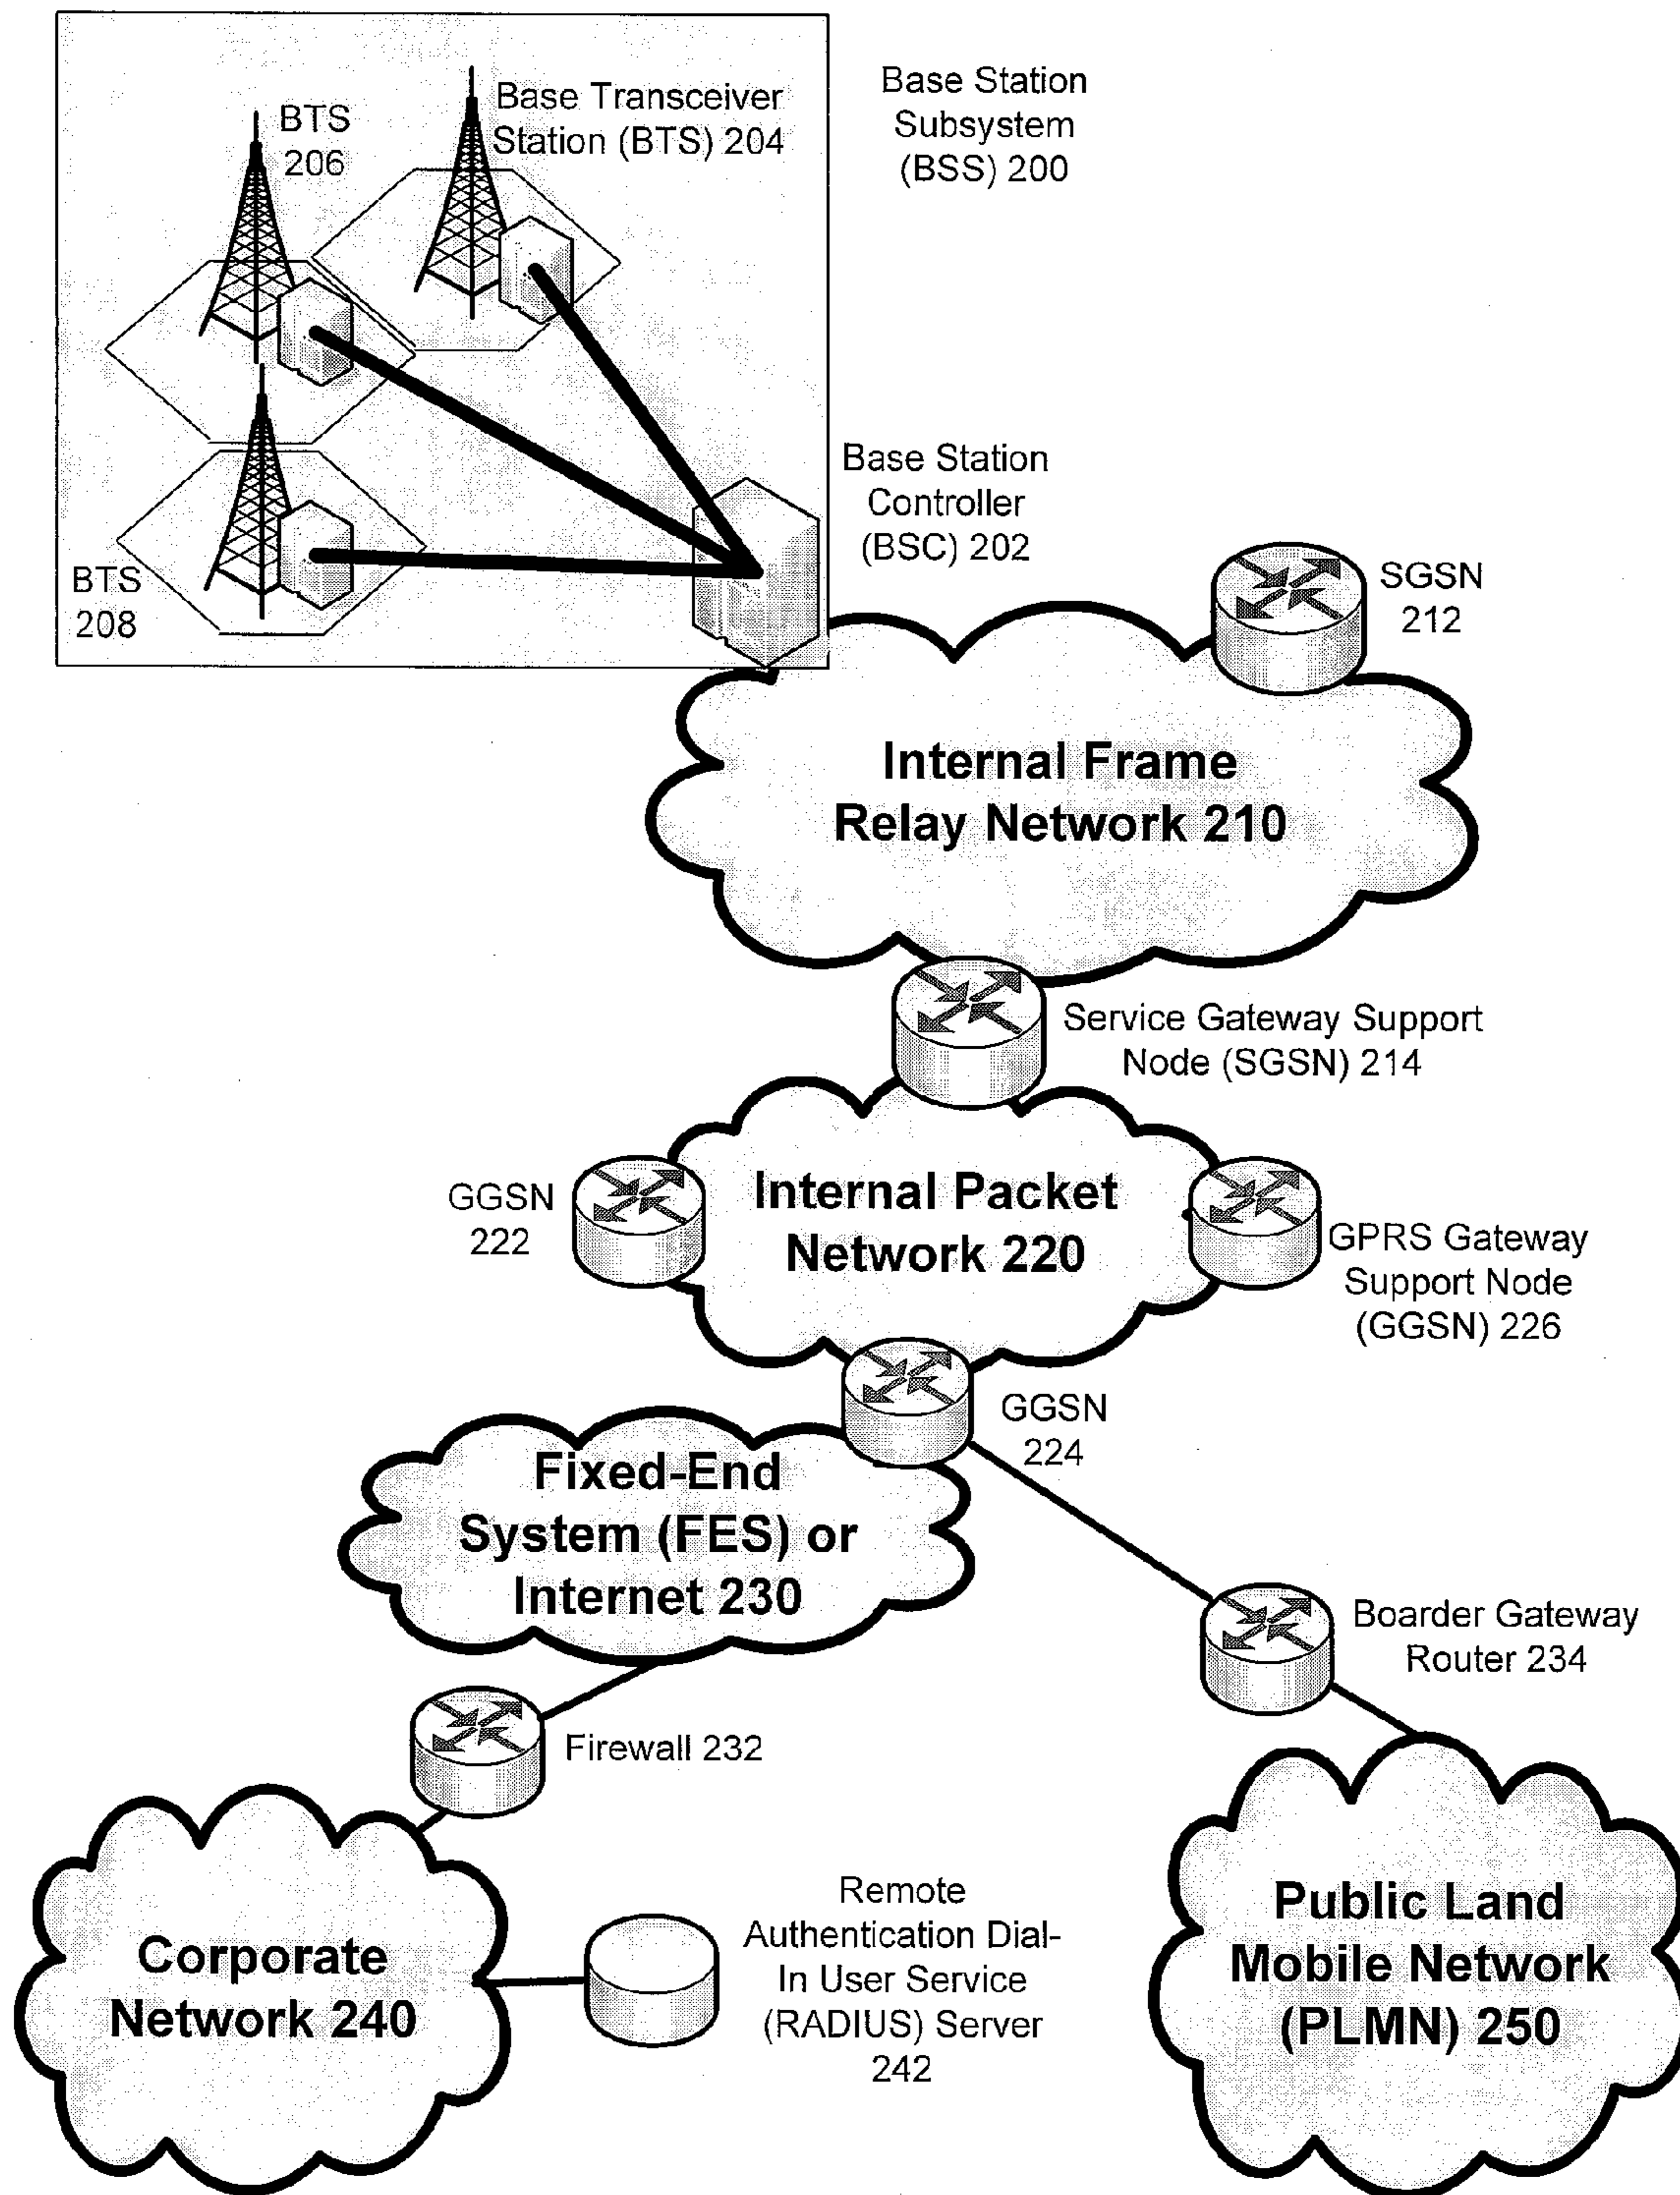 BTS
206
Base Transceiver
Station (BTS) 204
Base Station
Subsystem
(BSS) 200
Base Station
Controller
(BSC) 202
BTS
208
SGSN
212
Internal Frame
Relay Network 210
Service Gateway Support
Node (SGSN) 214
GGSN
222
Internal Packet
Network 220
GPRS Gateway
Support Node
(GGSN) 226
GGSN
224
Fixed-End
System (FES) or
Internet 230
Boarder Gateway
Router 234
Firewall 232
Corporate
Network 240
Remote
Authentication Dial-
In User Service
(RADIUS) Server
242
Public Land
Mobile Network
(PLMN) 250